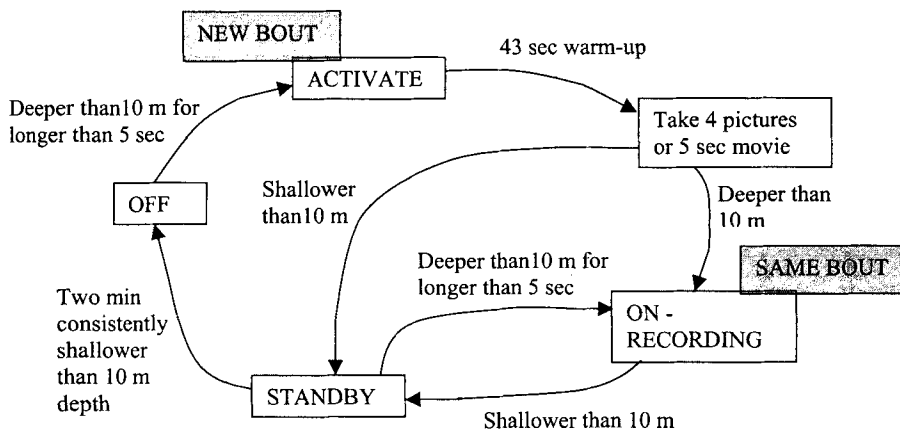 NEW BOUT
43 sec warm-up
ACTIVATE
Deeper than10 m for
longer than 5 sec
Take 4 pictures
or 5 sec movie
Shallower
than10 m
Deeper than
10 m
OFF
Deeper than10 m for
longer than 5 sec
SAME BOUT
Two min
consistently
shallower
than 10 m
depth
ON -
RECORDING
STANDBY
Shallower than 10 m